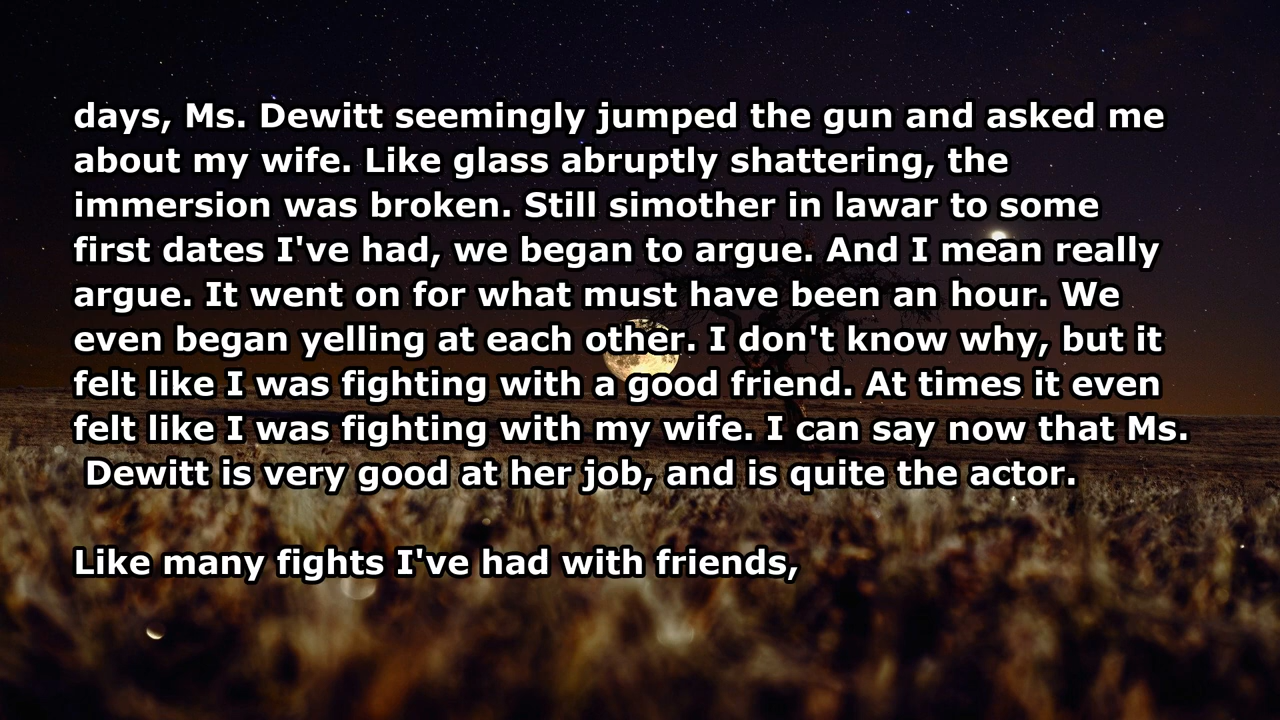 days, Ms. Dewitt seemingly jumped the gun and asked me
about my wife. Like glass abruptly shattering, the
immersion was broken. Still simother in lawar to some
first dates I've had, we began to argue. And I mean really
argue. It went on for what must have been an hour. We
even began yelling at each other. I don't know why, but it
felt like I was fighting with a good friend. At times it even
felt like I was fighting with my wife. I can say now that Ms.
Dewitt is very good at her job, and is quite the actor.
Like many fights I've had with friends,